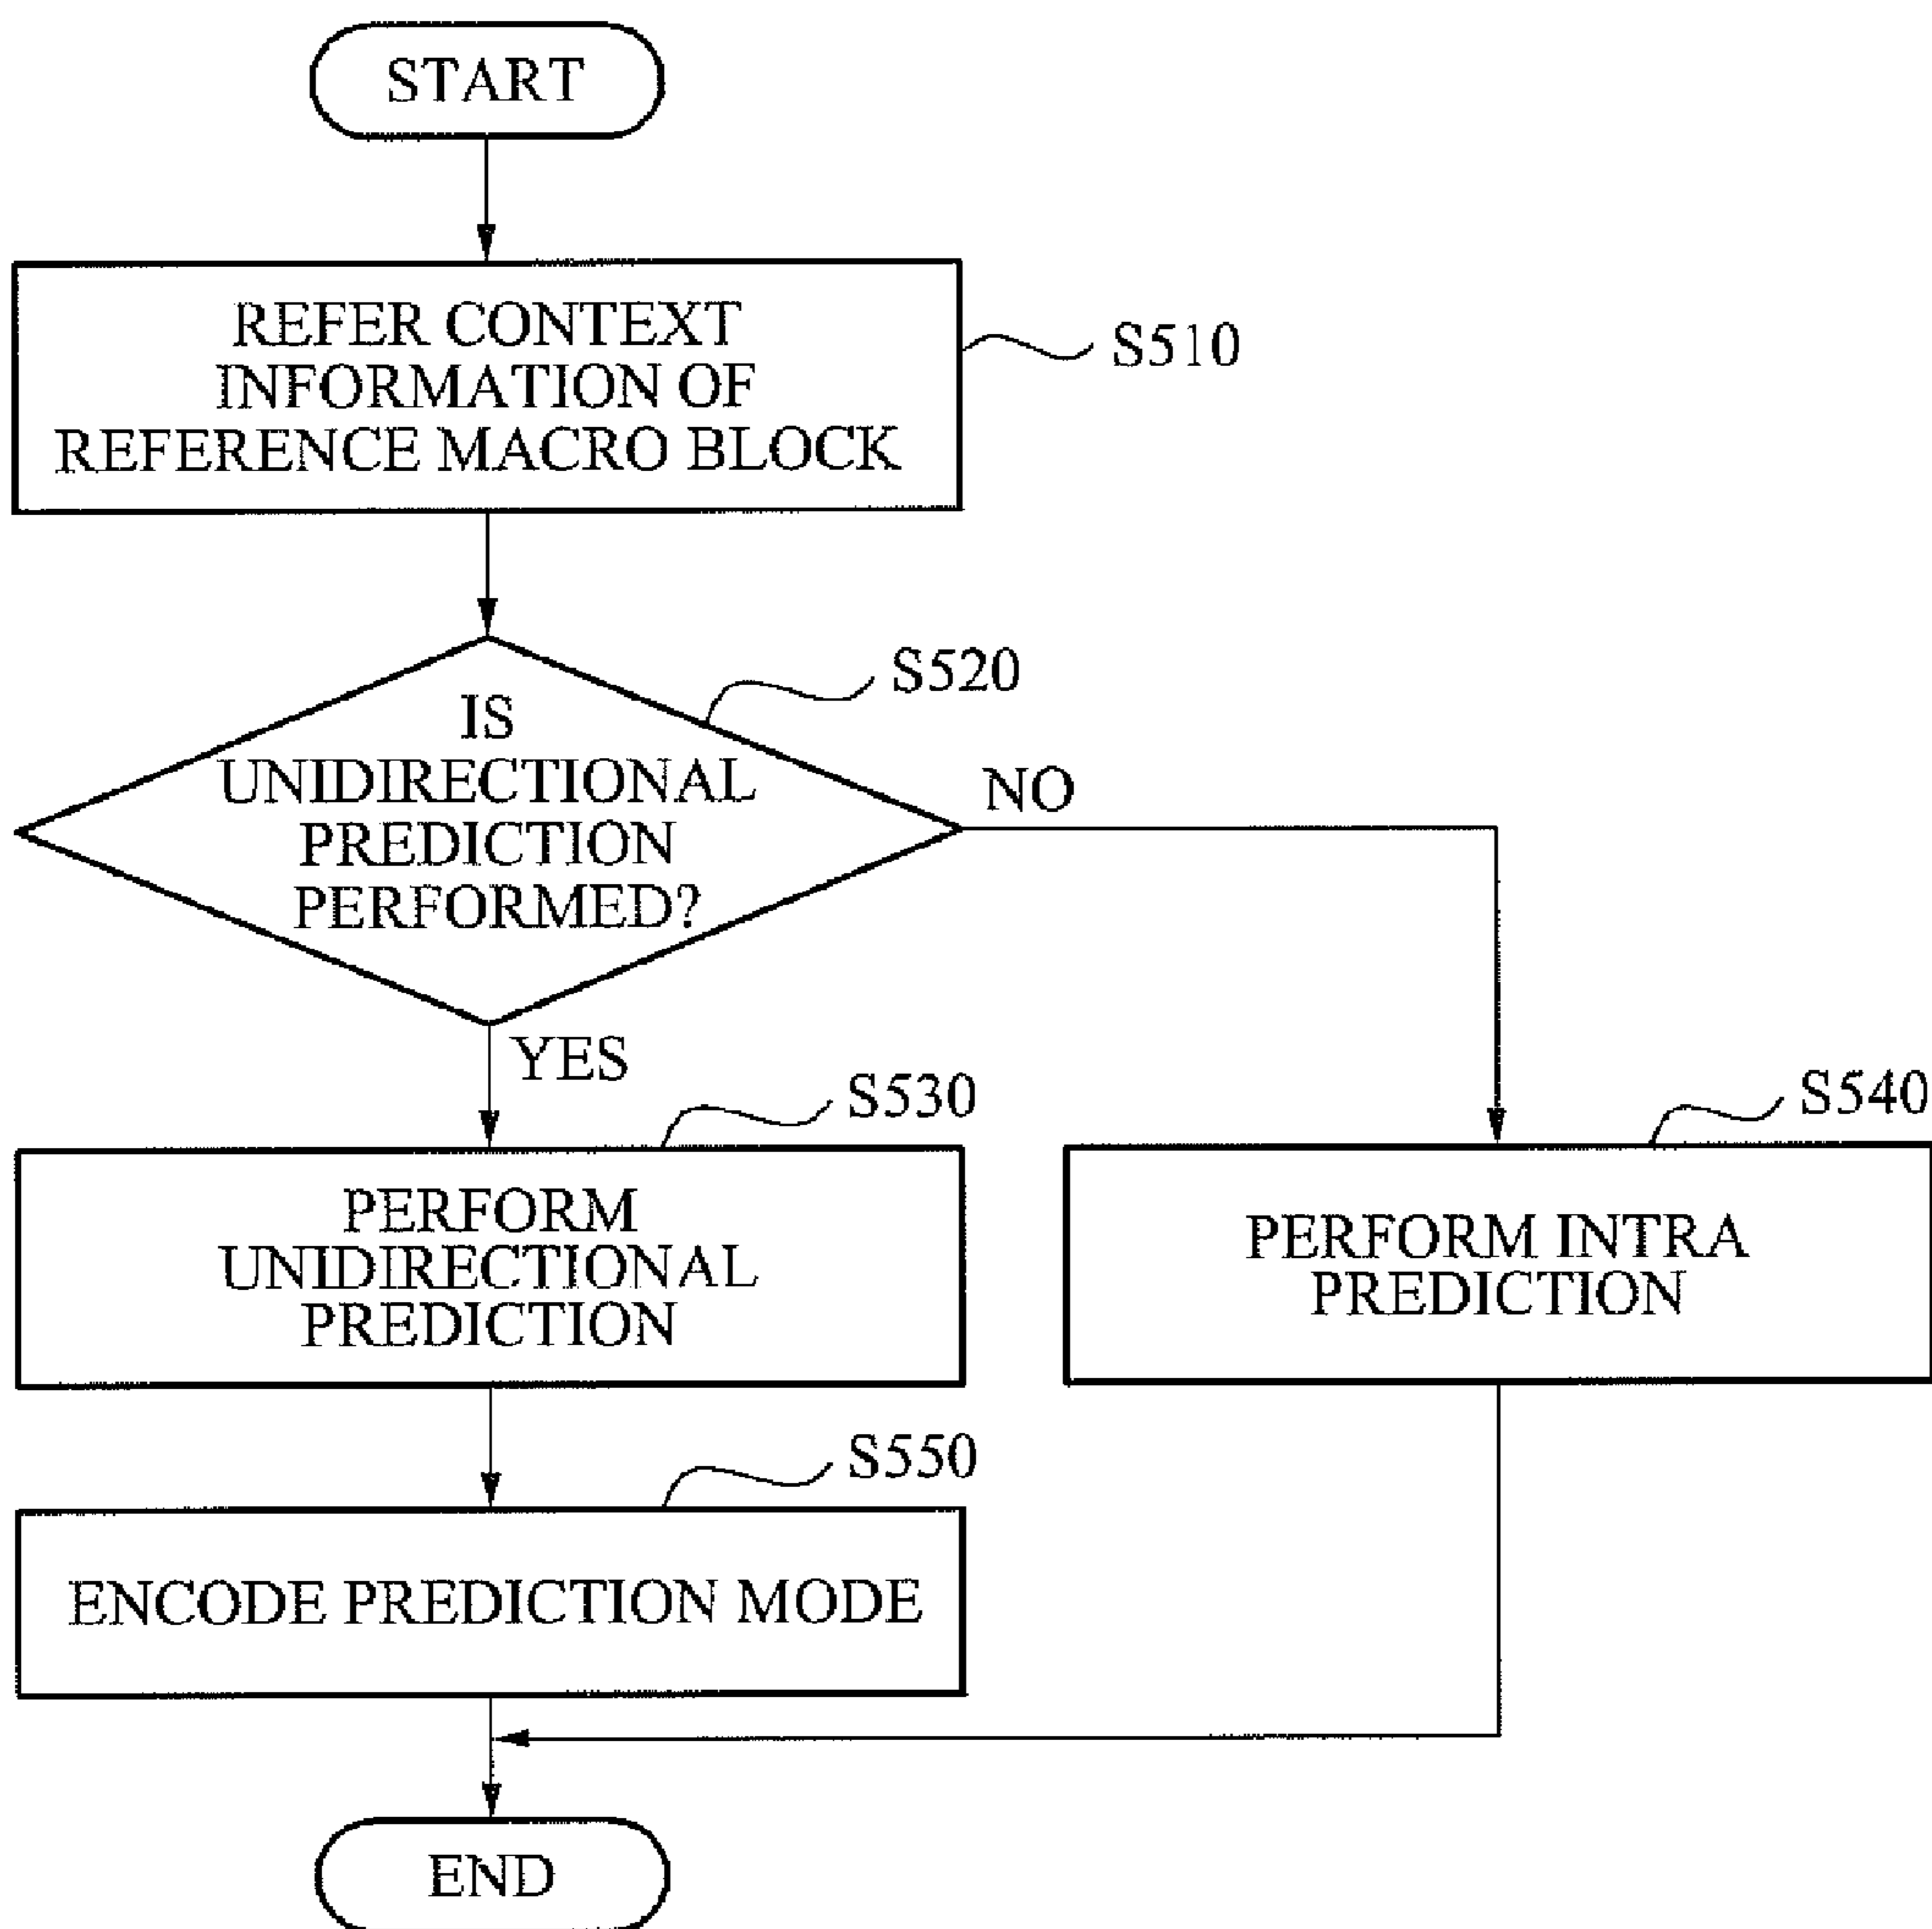 START
REFER CONTEXT
INFORMATION OF
REFERENCE MACRO BLOCK
S510
S520
IS
UNIDIRECTIONAL
PREDICTION
PERFORMED?
NO
YES
S530
S540
PERFORM
UNIDIRECTIONAL
PREDICTION
PERFORM INTRA
PREDICTION
S550
ENCODE PREDICTION MODE
END